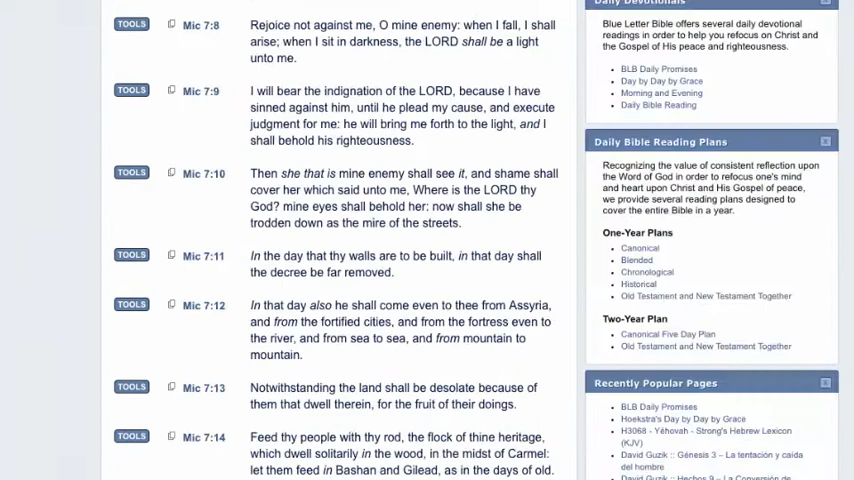 TOOLS Mic 7:8 Rejoice not against me, O mine enemy: when I fall, I shall
arise; when I sit in darkness, the LORD shall be a light
unto me.
TOOLS Mic 7:9 I will bear the indignation of the LORD, because I have
sinned against him, until he plead my cause, and execute
judgment for me: he will bring me forth to the light, and I
shall behold his righteousness.
TOOLS Mic 7:10 Then she that is mine enemy shall see it, and shame shall
cover her which said unto me, Where is the LORD thy
God? mine eyes shall behold her: now shall she be
trodden down as the mire of the streets.
TOOLS Mic 7:11 In the day that thy walls are to be built, in that day shall
the decree be far removed.
TOOLS Mic 7:12 In that day also he shall come even to thee from Assyria,
and from the fortified cities, and from the fortress even to
the river, and from sea to sea, and from mountain to
mountain.
TOOLS Mic 7:13 Notwithstanding the land shall be desolate because of
them that dwell therein, for the fruit of their doings.
TOOLS Mic 7:14 Feed thy people with thy rod, the flock of thine heritage,
which dwell solitarily in the wood, in the midst of Carmel:
let them feed in Bashan and Gilead, as in the days of old.
Daily Devotionals
Blue Letter Bible offers several daily devotional
readings in order to help you refocus on Christ and
the Gospel of His peace and righteousness.
BLB Daily Promises
Day by Day by Grace
Morning and Evening
Daily Bible Reading
Daily Bible Reading Plans
Recognizing the value of consistent reflection upon
the Word of God in order to refocus one's mind
and heart upon Christ and His Gospel of peace,
we provide several reading plans designed to
cover the entire Bible in a year.
One-Year Plans
Canonical
Blended
Chronological
Historical
Old Testament and New Testament Together
Two-Year Plan
Canonical Five Day Plan
Old Testament and New Testament Together
Recently Popular Pages
BLB Daily Promises
Hoekstra's Day by Day by Grace
H3068 - Yéhovah - Strong's Hebrew Lexicon
(KJV)
David Guzik :: Génesis 3 – La tentación y caída
del hombre
David Guzik :: Hechos 9 – La Conversión de